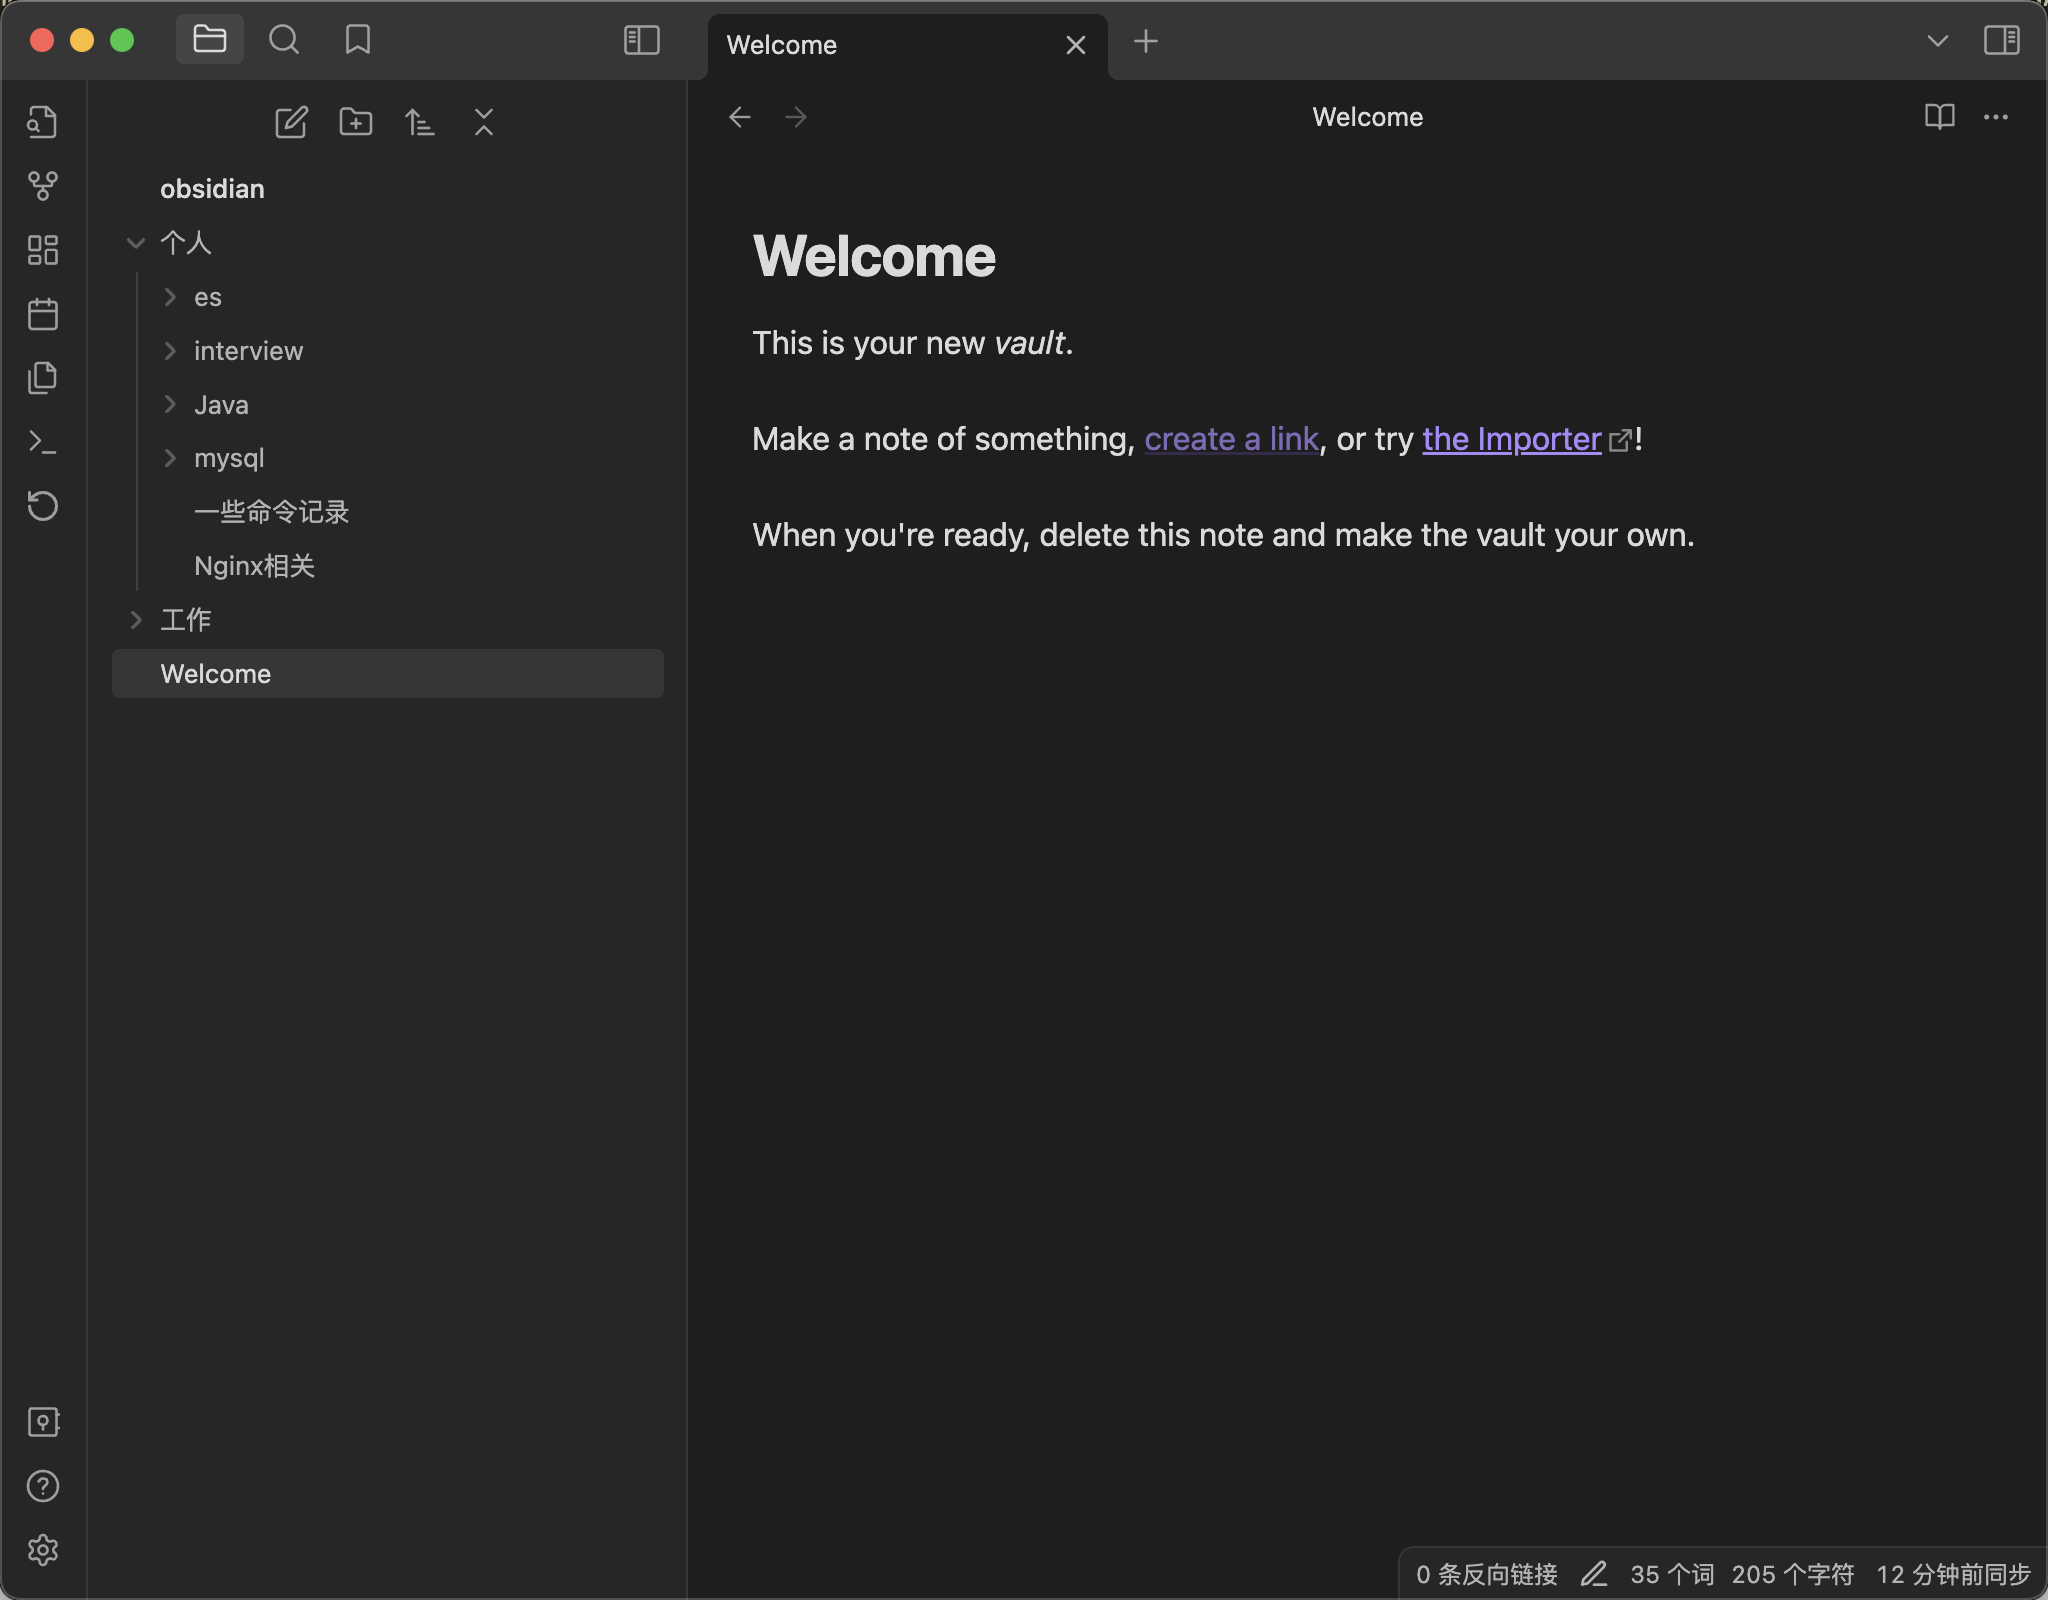 Welcome
Welcome
obsidian
个人
es
interview
Java
mysql
一些命令记录
Nginx相关
工作
Welcome
Welcome
This is your new vault.
Make a note of something, create a link, or try the Importer!
When you're ready, delete this note and make the vault your own.
0 条反向链接 35 个词 205 个字符 12 分钟前同步